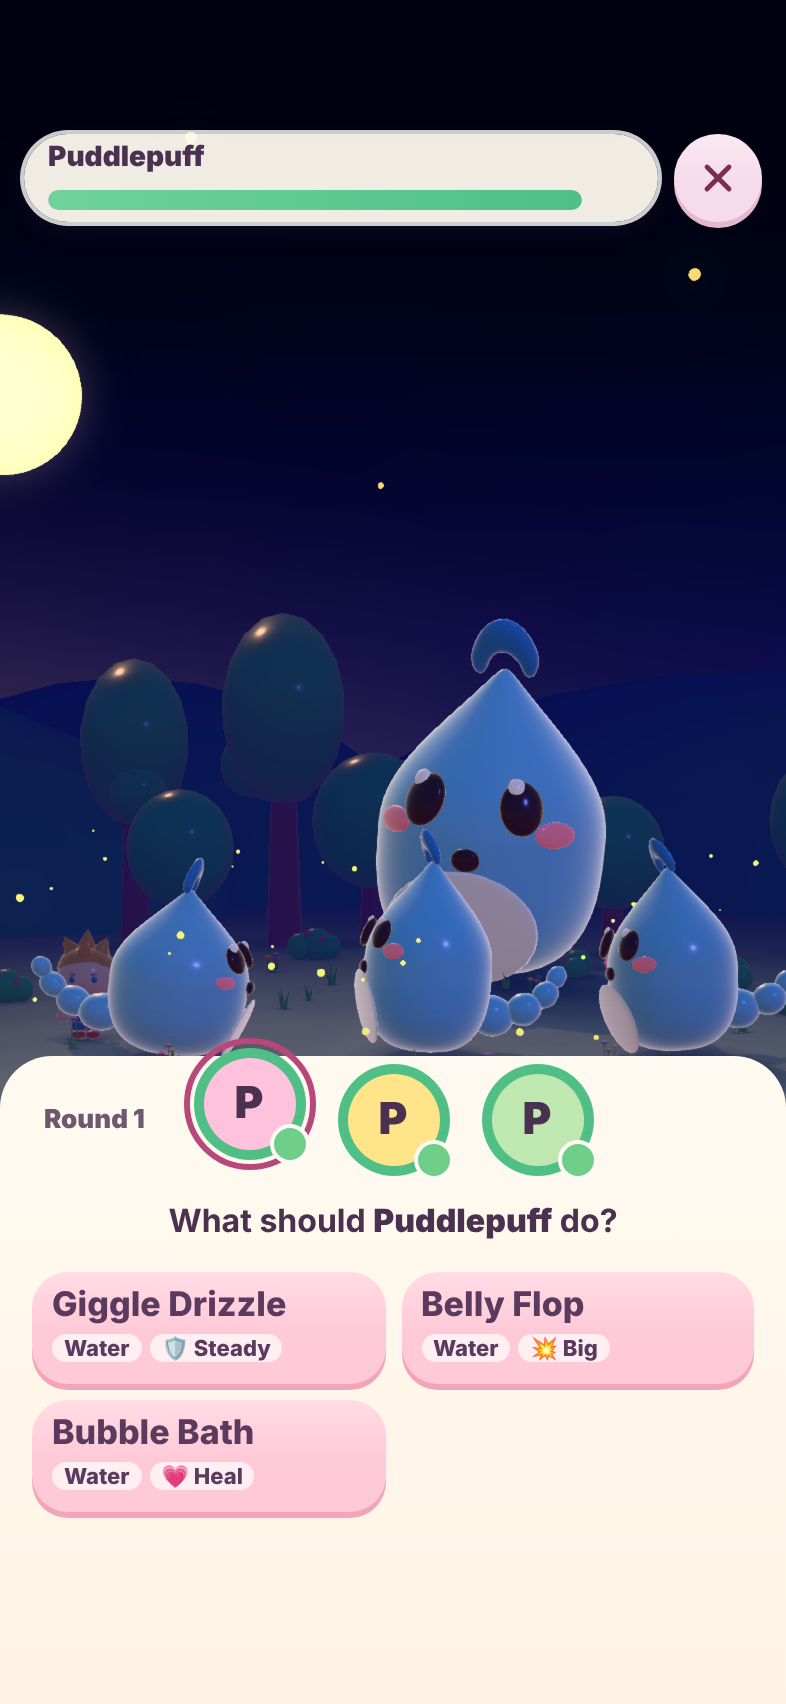 Puddlepuff
Round 1
P
P
P
What should Puddlepuff do?
Giggle Drizzle
Water
🛡️ Steady
Belly Flop
Water
💥 Big
Bubble Bath
Water
💗 Heal